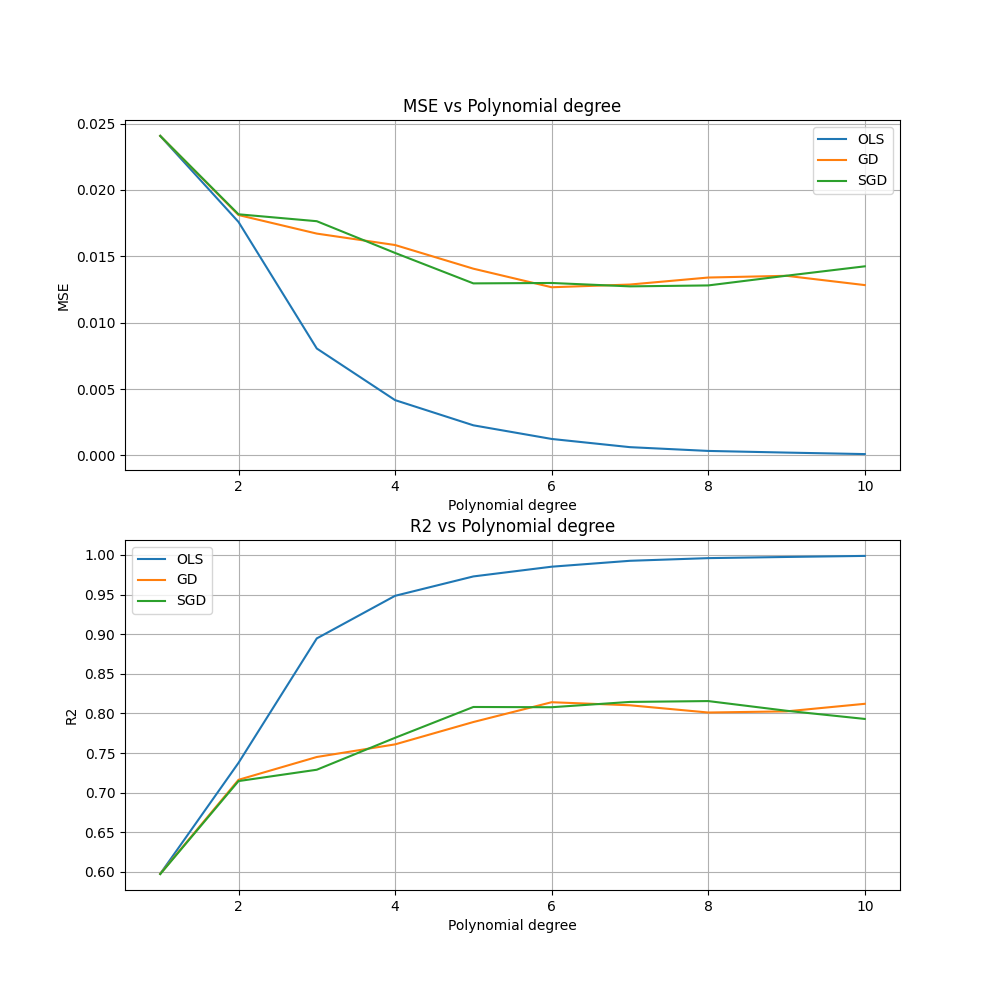 MSE vs Polynomial degree
0.025
0.020
0.015
0.010
0.005
0.000
MSE
OLS
GD
SGD
2 4 6 8 10
Polynomial degree
R2 vs Polynomial degree
1.00
0.95
0.90
0.85
0.80
0.75
0.70
0.65
0.60
R2
OLS
GD
SGD
2 4 6 8 10
Polynomial degree